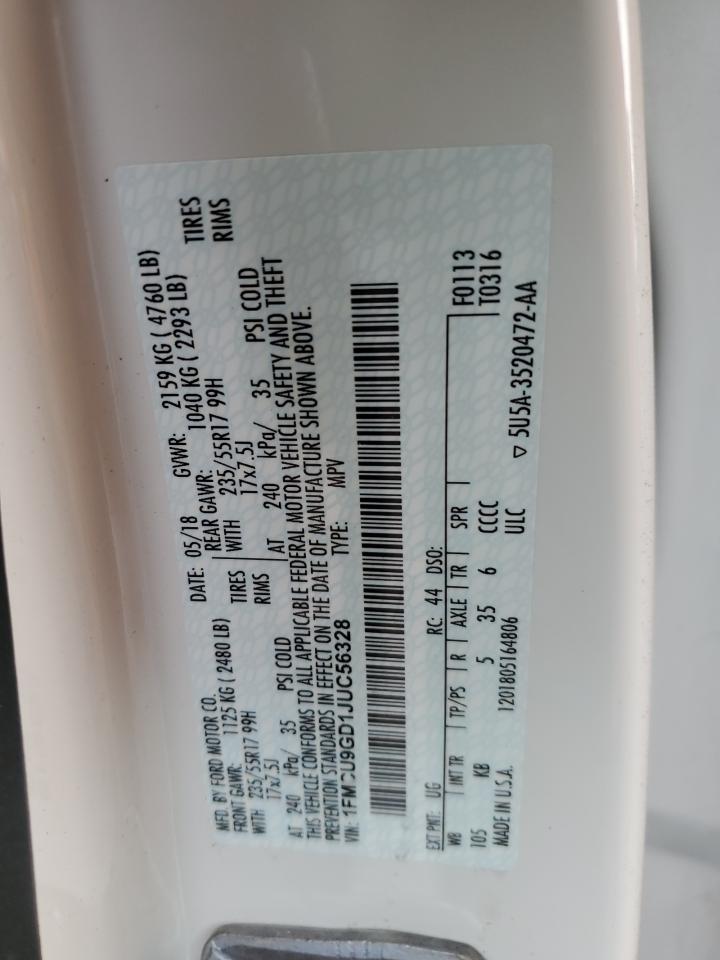 MFD. BY FORD MOTOR CO.
DATE: 05/18 GVWR: 2159 KG ( 4760 LB)
FRONT GAWR: 1125 KG ( 2480 LB)
REAR GAWR: 1040 KG ( 2293 LB)
WITH 235/55R17 99H TIRES
WITH 235/55R17 99H TIRES
17x7.5J RIMS
17x7.5J RIMS
AT 240 kPa/ 35 PSI COLD
AT 240 kPa/ 35 PSI COLD
THIS VEHICLE CONFORMS TO ALL APPLICABLE FEDERAL MOTOR VEHICLE SAFETY AND THEFT
PREVENTION STANDARDS IN EFFECT ON THE DATE OF MANUFACTURE SHOWN ABOVE.
VIN: 1FMCU9GD1JUC56328 TYPE: MPV
EXT PNT: UG RC: 44 DSO: F0113
WB INT TR TP/PS R AXLE TR SPR T0316
105 KB 5 35 6 CCCC
MADE IN U.S.A. 1201805164806 ULC ▽ 5U5A-3520472-AA